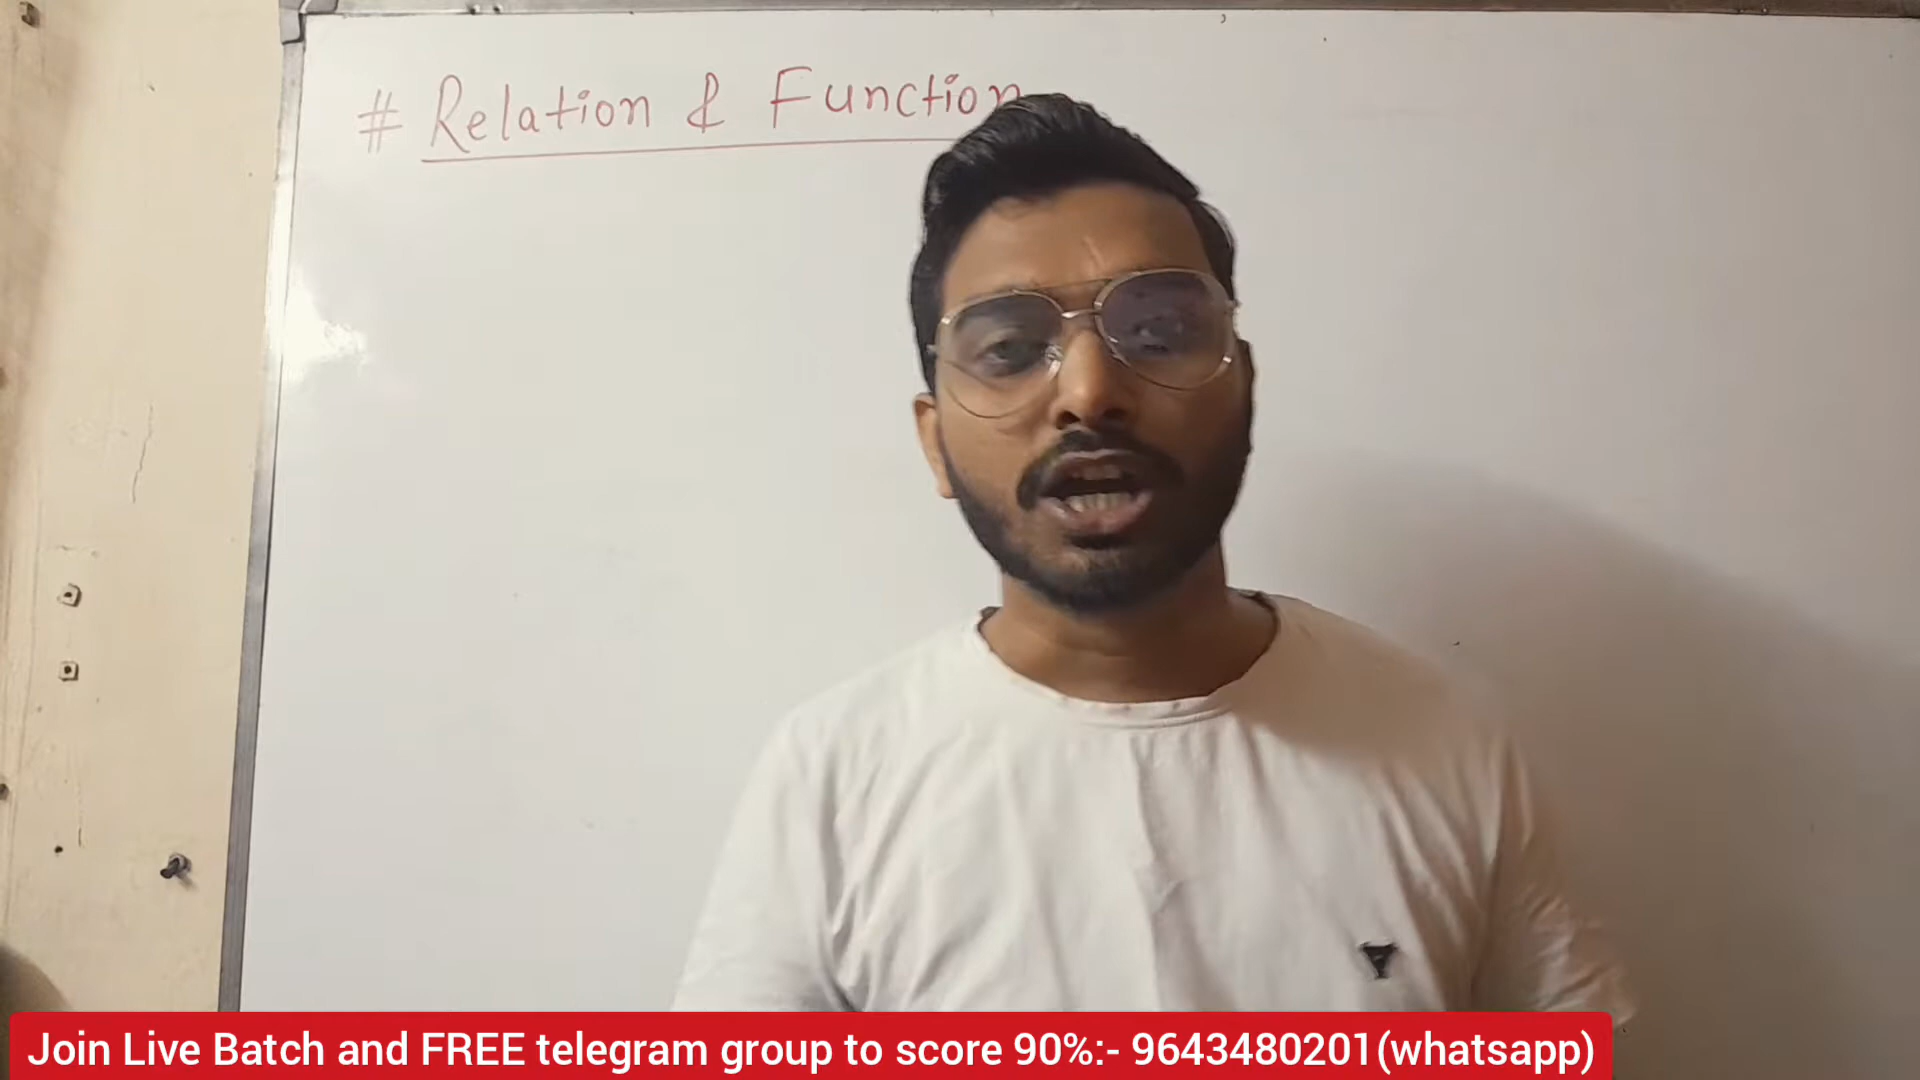 # Relation & Function
Join Live Batch and FREE telegram group to score 90%:- 9643480201(whatsapp)